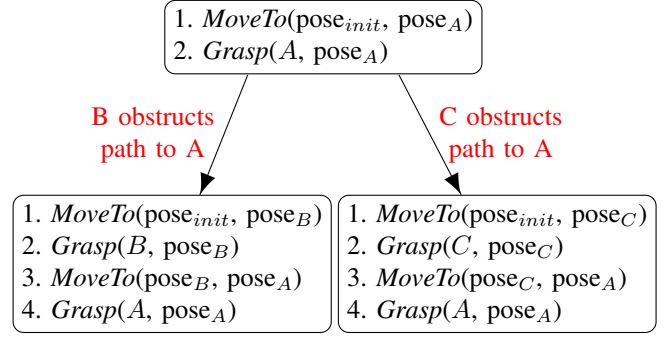 1. MoveTo(pose_init, pose_A)
2. Grasp(A, pose_A)
B obstructs
path to A
C obstructs
path to A
1. MoveTo(pose_init, pose_B)
2. Grasp(B, pose_B)
3. MoveTo(pose_B, pose_A)
4. Grasp(A, pose_A)
1. MoveTo(pose_init, pose_C)
2. Grasp(C, pose_C)
3. MoveTo(pose_C, pose_A)
4. Grasp(A, pose_A)